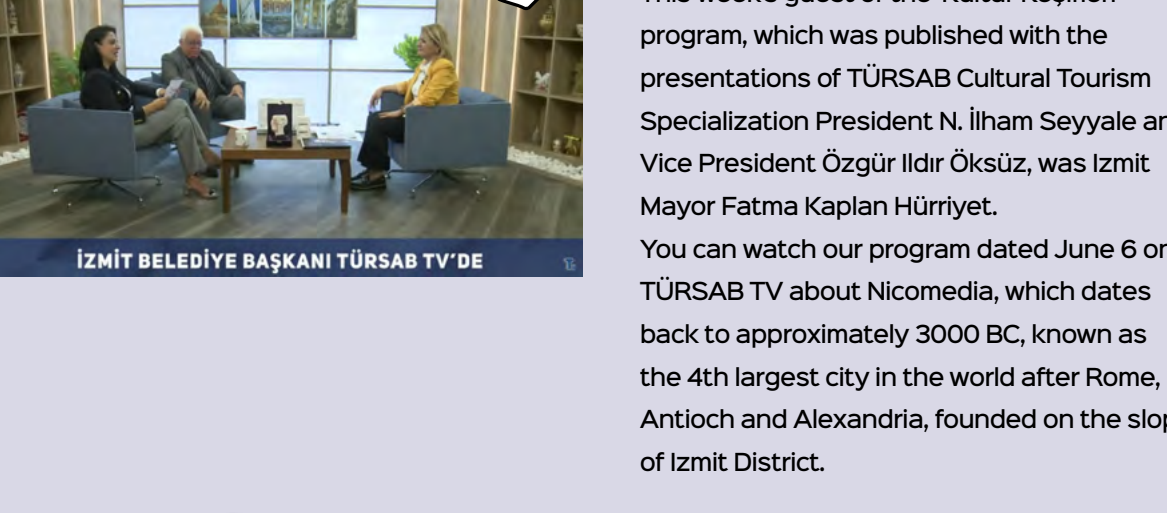 İZMİT BELEDİYE BAŞKANI TÜRSAB TV'DE
guest of the
program, which was published with the
presentations of TÜRSAB Cultural Tourism
Specialization President N. İlham Seyyale
Vice President Özgür Ildır Öksüz, was Izmit
Mayor Fatma Kaplan Hürriyet.
You can watch our program dated June 6
TÜRSAB TV about Nicomedia, which dates
back to approximately 3000 BC, known as
the 4th largest city in the world after Rome,
Antioch and Alexandria, founded on the slop
of Izmit District.